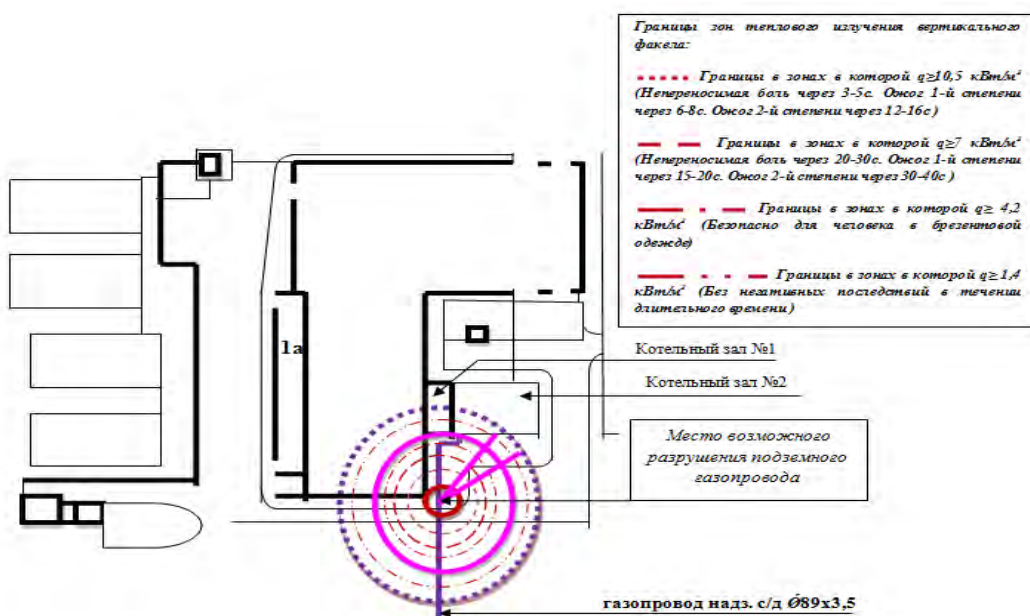 Границы зон теплового излучения вертикального
факела:
Границы в зонах в которой q≥10,5 кВт/м²
(Непереносимая боль через 3-5с. Ожог 1-й степени
через 6-8с. Ожог 2-й степени через 12-16с )
Границы в зонах в которой q≥7 кВт/м²
(Непереносимая боль через 20-30с. Ожог 1-й степени
через 15-20с. Ожог 2-й степени через 30-40с )
Границы в зонах в которой q≥ 4,2
кВт/м² (Безопасно для человека в брезентовой
одежде)
Границы в зонах в которой q≥1,4
кВт/м² (Без негативных последствий в течении
длительного времени)
1а
Котельный зал №1
Котельный зал №2
Место возможного
разрушения подземного
газопровода
газопровод надз. с/д Ǿ89х3,5